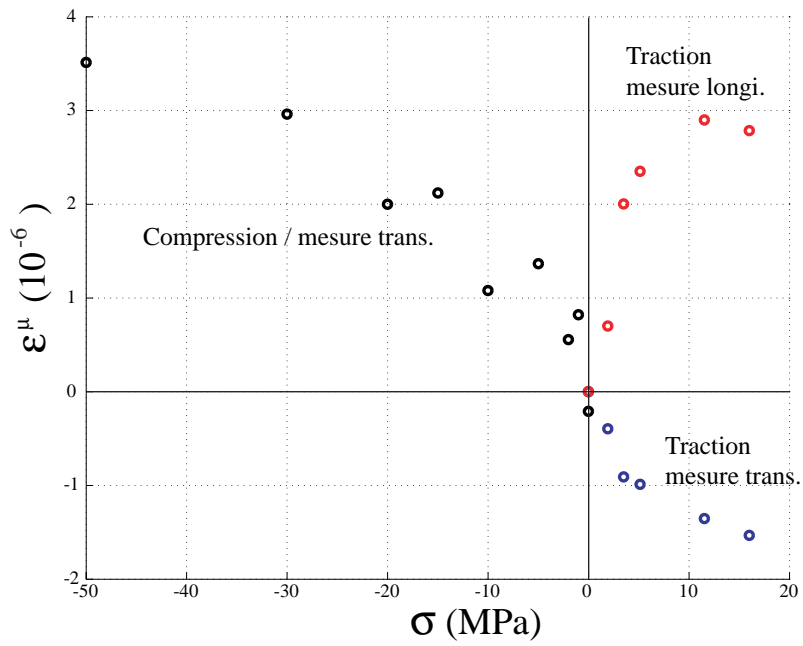 4
3
2
1
0
-1
-2
-50
-40
-30
-20
-10
0
10
20
ε^μ (10^-6)
σ (MPa)
Traction
mesure longi.
Compression / mesure trans.
Traction
mesure trans.